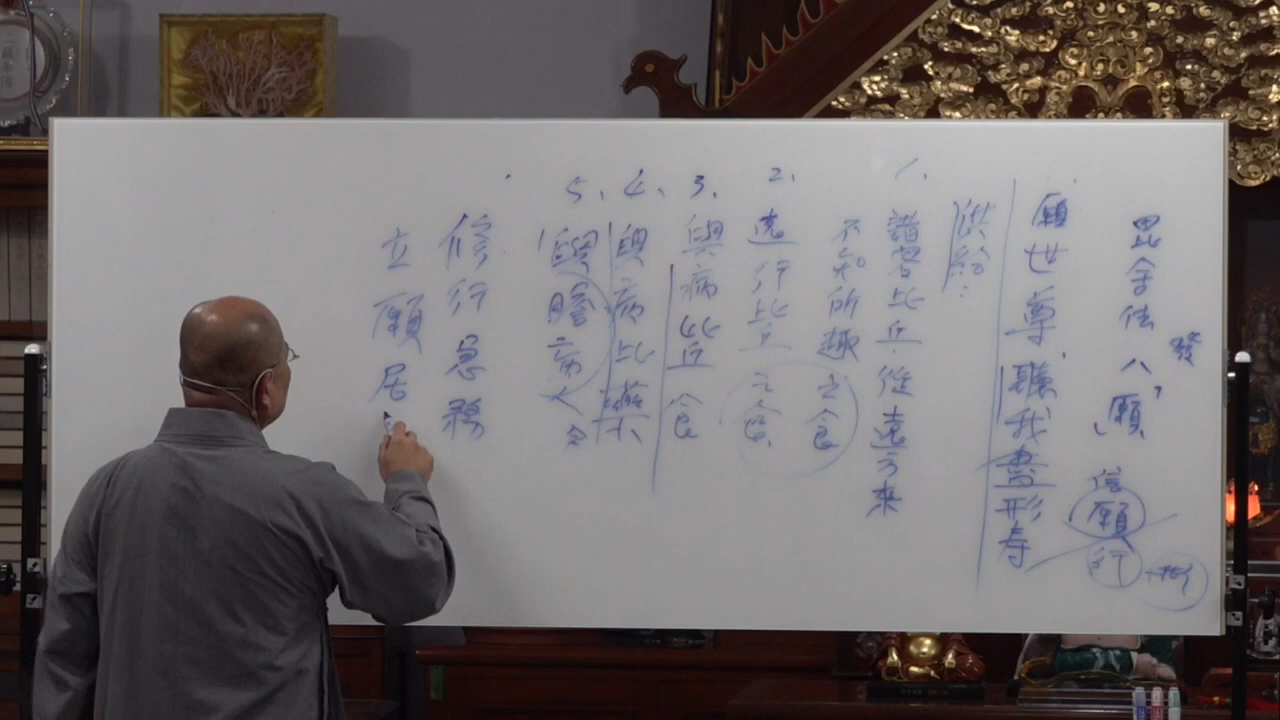 毘舍佉八「願」 信願行
發
願世尊聽我盡形壽
供給：
1、諸客比丘從遠方來
不知所趣之食
2、遠行比丘之食
3、與病比丘食
4、與病比丘藥
5、與瞻病人食
修行急務
立願居